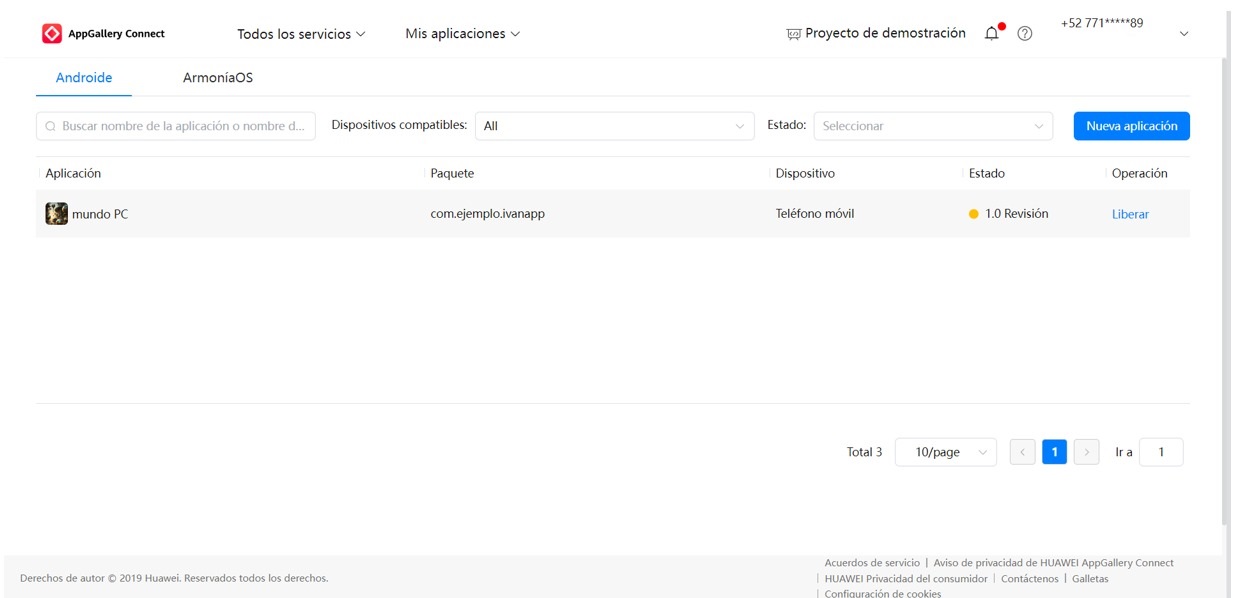 AppGallery Connect
Todos los servicios
Mis aplicaciones
Proyecto de demostración
+52 771*****89
Androide
ArmoníaOS
Buscar nombre de la aplicación o nombre d...
Dispositivos compatibles:
All
Estado:
Seleccionar
Nueva aplicación
Aplicación
Paquete
Dispositivo
Estado
Operación
mundo PC
com.ejemplo.ivanapp
Teléfono móvil
1.0 Revisión
Liberar
Total 3
10/page
<
1
>
Ir a
1
Acuerdos de servicio | Aviso de privacidad de HUAWEI AppGallery Connect
Derechos de autor © 2019 Huawei. Reservados todos los derechos.
| HUAWEI Privacidad del consumidor | Contáctenos | Galletas
| Configuración de cookies